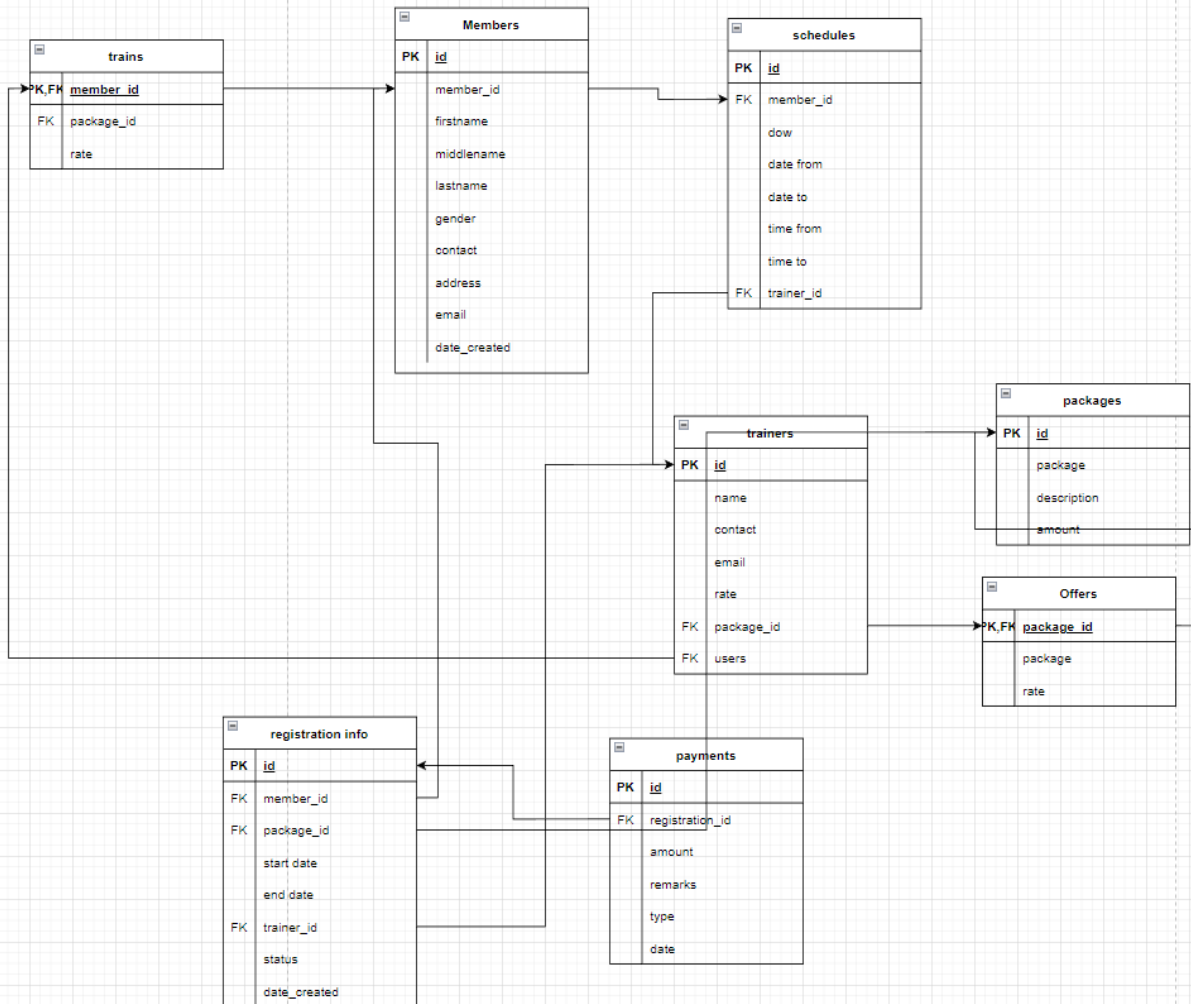 trains
PK,FK member_id
FK package_id
rate
Members
PK id
member_id
firstname
middlename
lastname
gender
contact
address
email
date_created
schedules
PK id
FK member_id
dow
date from
date to
time from
time to
FK trainer_id
trainers
PK id
name
contact
email
rate
FK package_id
FK users
packages
PK id
package
description
amount
Offers
PK,FK package_id
package
rate
registration info
PK id
FK member_id
FK package_id
start date
end date
FK trainer_id
status
date_created
payments
PK id
FK registration_id
amount
remarks
type
date